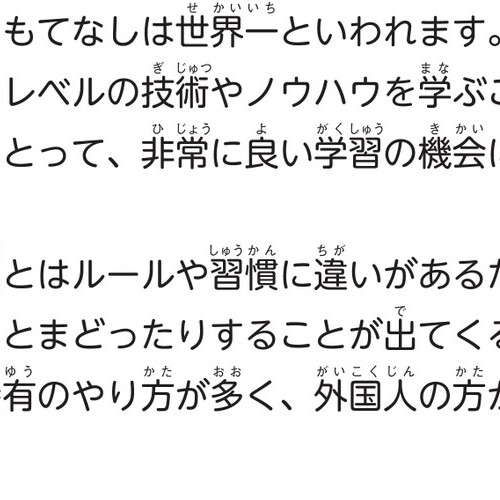 もてなしは世界一といわれます。
レベルの技術やノウハウを学ぶ
とって、非常に良い学習の機会
とはルールや習慣に違いがある
とまどったりすることが出てくる
有のやり方が多く、外国人の方